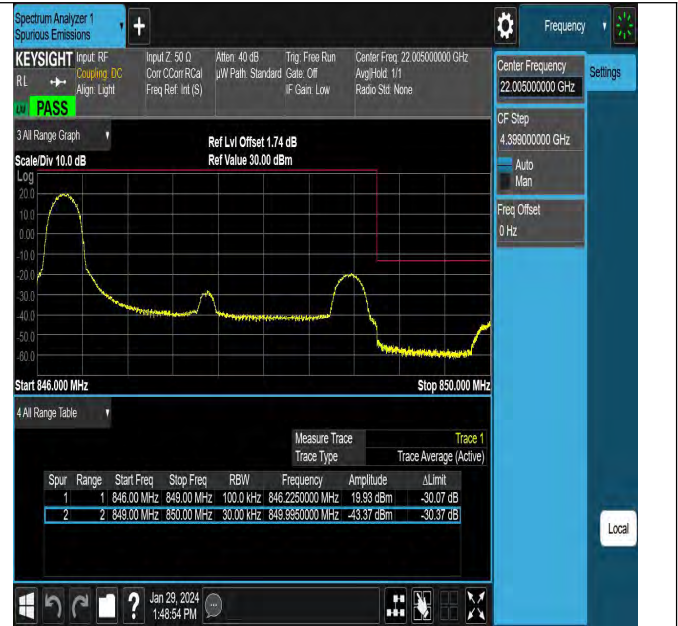 Spectrum Analyzer 1
Spurious Emissions
+
Frequency
KEYSIGHT Input: RF Input Z: 50 Ω Atten: 40 dB Trig: Free Run Center Freq: 22.005000000 GHz
RL Coupling: DC Corr CCorr RCal µW Path: Standard Gate: Off Avg|Hold: 1/1
Align: Light Freq Ref: Int (S) IF Gain: Low Radio Std: None
PASS
Center Frequency
22.005000000 GHz
Settings
CF Step
4.399000000 GHz
Auto
Man
Freq Offset
0 Hz
3 All Range Graph
Ref Lvl Offset 1.74 dB
Scale/Div 10.0 dB Ref Value 30.00 dBm
Log
20.0
10.0
0.00
-10.0
-20.0
-30.0
-40.0
-50.0
-60.0
Start 846.000 MHz Stop 850.000 MHz
4 All Range Table
Measure Trace Trace 1
Trace Type Trace Average (Active)
Spur Range Start Freq Stop Freq RBW Frequency Amplitude ΔLimit
1 1 846.00 MHz 849.00 MHz 100.0 kHz 846.2250000 MHz 19.93 dBm -30.07 dB
2 2 849.00 MHz 850.00 MHz 30.00 kHz 849.9950000 MHz -43.37 dBm -30.37 dB
Local
? Jan 29, 2024
1:48:54 PM